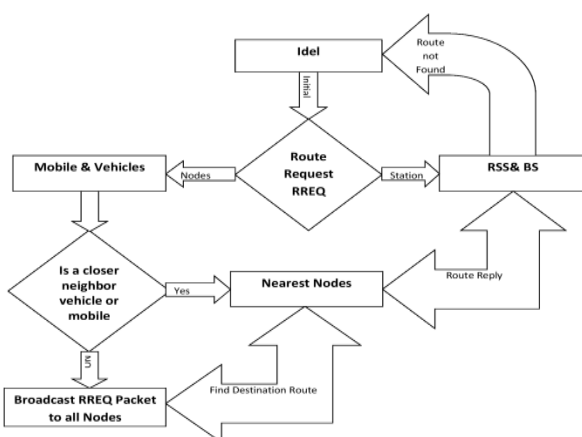 Idel
Route
not
Found
Initial
Route
Request
RREQ
Mobile & Vehicles
Nodes
Station
RSS& BS
Is a closer
neighbor
vehicle or
mobile
Yes
Nearest Nodes
Route Reply
Broadcast RREQ Packet
to all Nodes
Find Destination Route